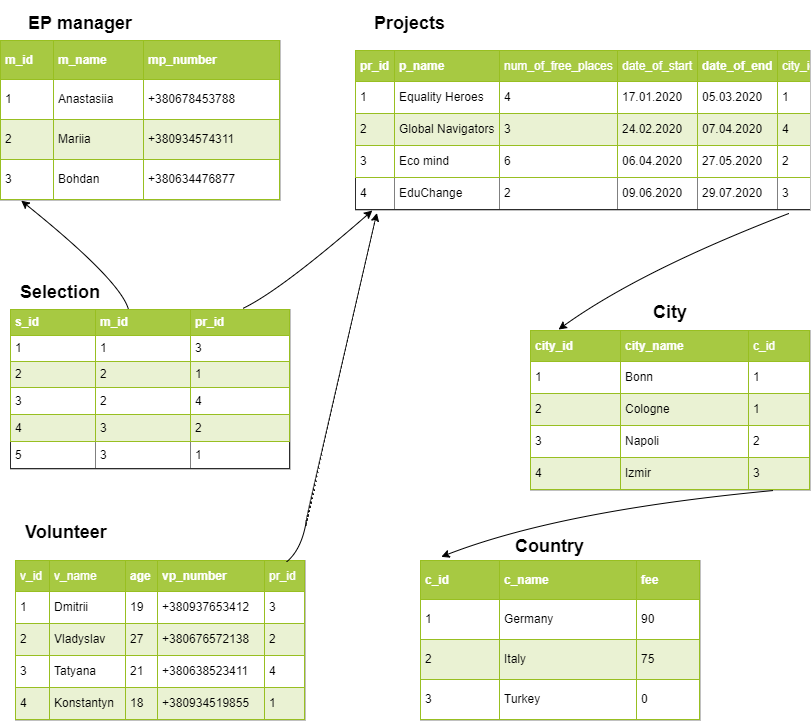 EP manager
m_id m_name mp_number
1 Anastasiia +380678453788
2 Mariia +380934574311
3 Bohdan +380634476877
Projects
pr_id p_name num_of_free_places date_of_start date_of_end city_i
1 Equality Heroes 4 17.01.2020 05.03.2020 1
2 Global Navigators 3 24.02.2020 07.04.2020 4
3 Eco mind 6 06.04.2020 27.05.2020 2
4 EduChange 2 09.06.2020 29.07.2020 3
Selection
s_id m_id pr_id
1 1 3
2 2 1
3 2 4
4 3 2
5 3 1
City
city_id city_name c_id
1 Bonn 1
2 Cologne 1
3 Napoli 2
4 Izmir 3
Volunteer
v_id v_name age vp_number pr_id
1 Dmitrii 19 +380937653412 3
2 Vladyslav 27 +380676572138 2
3 Tatyana 21 +380638523411 4
4 Konstantyn 18 +380934519855 1
Country
c_id c_name fee
1 Germany 90
2 Italy 75
3 Turkey 0